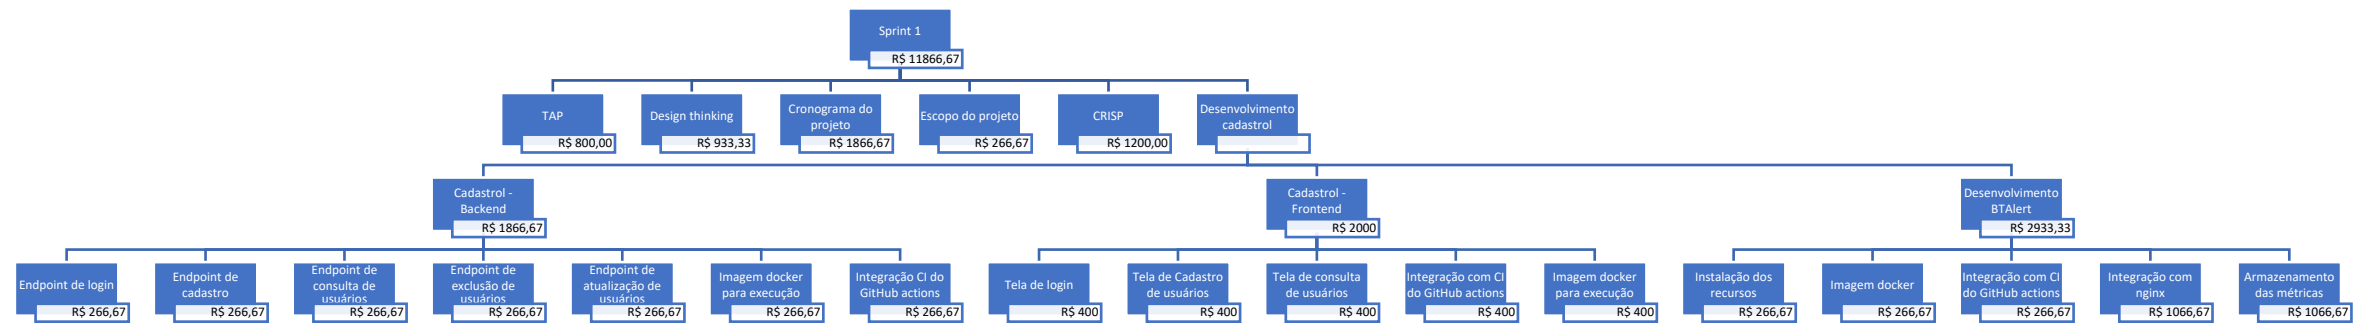 Sprint 1
R$ 11866,67
TAP
R$ 800,00
Design thinking
R$ 933,33
Cronograma do
projeto
R$ 1866,67
Escopo do projeto
R$ 266,67
CRISP
R$ 1200,00
Desenvolvimento
cadastrol
Cadastrol -
Backend
R$ 1866,67
Cadastrol -
Frontend
R$ 2000
Desenvolvimento
BTAlert
R$ 2933,33
Endpoint de login
R$ 266,67
Endpoint de
cadastro
R$ 266,67
Endpoint de
consulta de
usuários
R$ 266,67
Endpoint de
exclusão de
usuários
R$ 266,67
Endpoint de
atualização de
usuários
R$ 266,67
Imagem docker
para execução
R$ 266,67
Integração CI do
GitHub actions
R$ 266,67
Tela de login
R$ 400
Tela de Cadastro
de usuários
R$ 400
Tela de consulta
de usuários
R$ 400
Integração com CI
do GitHub actions
R$ 400
Imagem docker
para execução
R$ 400
Instalação dos
recursos
R$ 266,67
Imagem docker
R$ 266,67
Integração com CI
do GitHub actions
R$ 266,67
Integração com
nginx
R$ 1066,67
Armazenamento
das métricas
R$ 1066,67